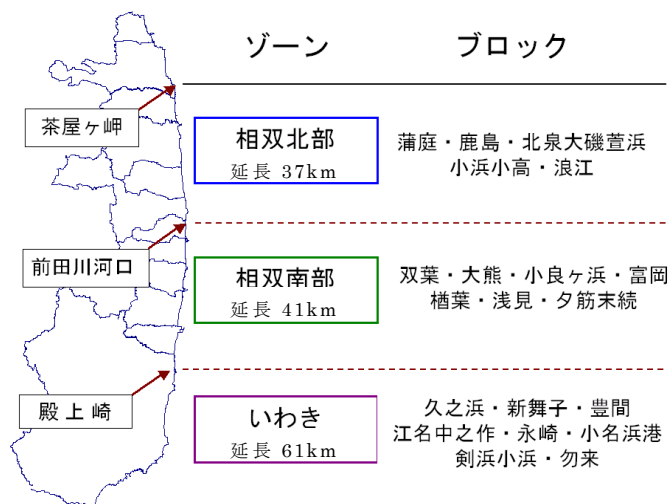 ゾーン ブロック
茶屋ヶ岬
相双北部
延長 37km
蒲庭・鹿島・北泉大磯萱浜
小浜小高・浪江
前田川河口
相双南部
延長 41km
双葉・大熊・小良ヶ浜・富岡
楢葉・浅見・夕筋末続
殿上崎
いわき
延長 61km
久之浜・新舞子・豊間
江名中之作・永崎・小名浜港
剣浜小浜・勿来